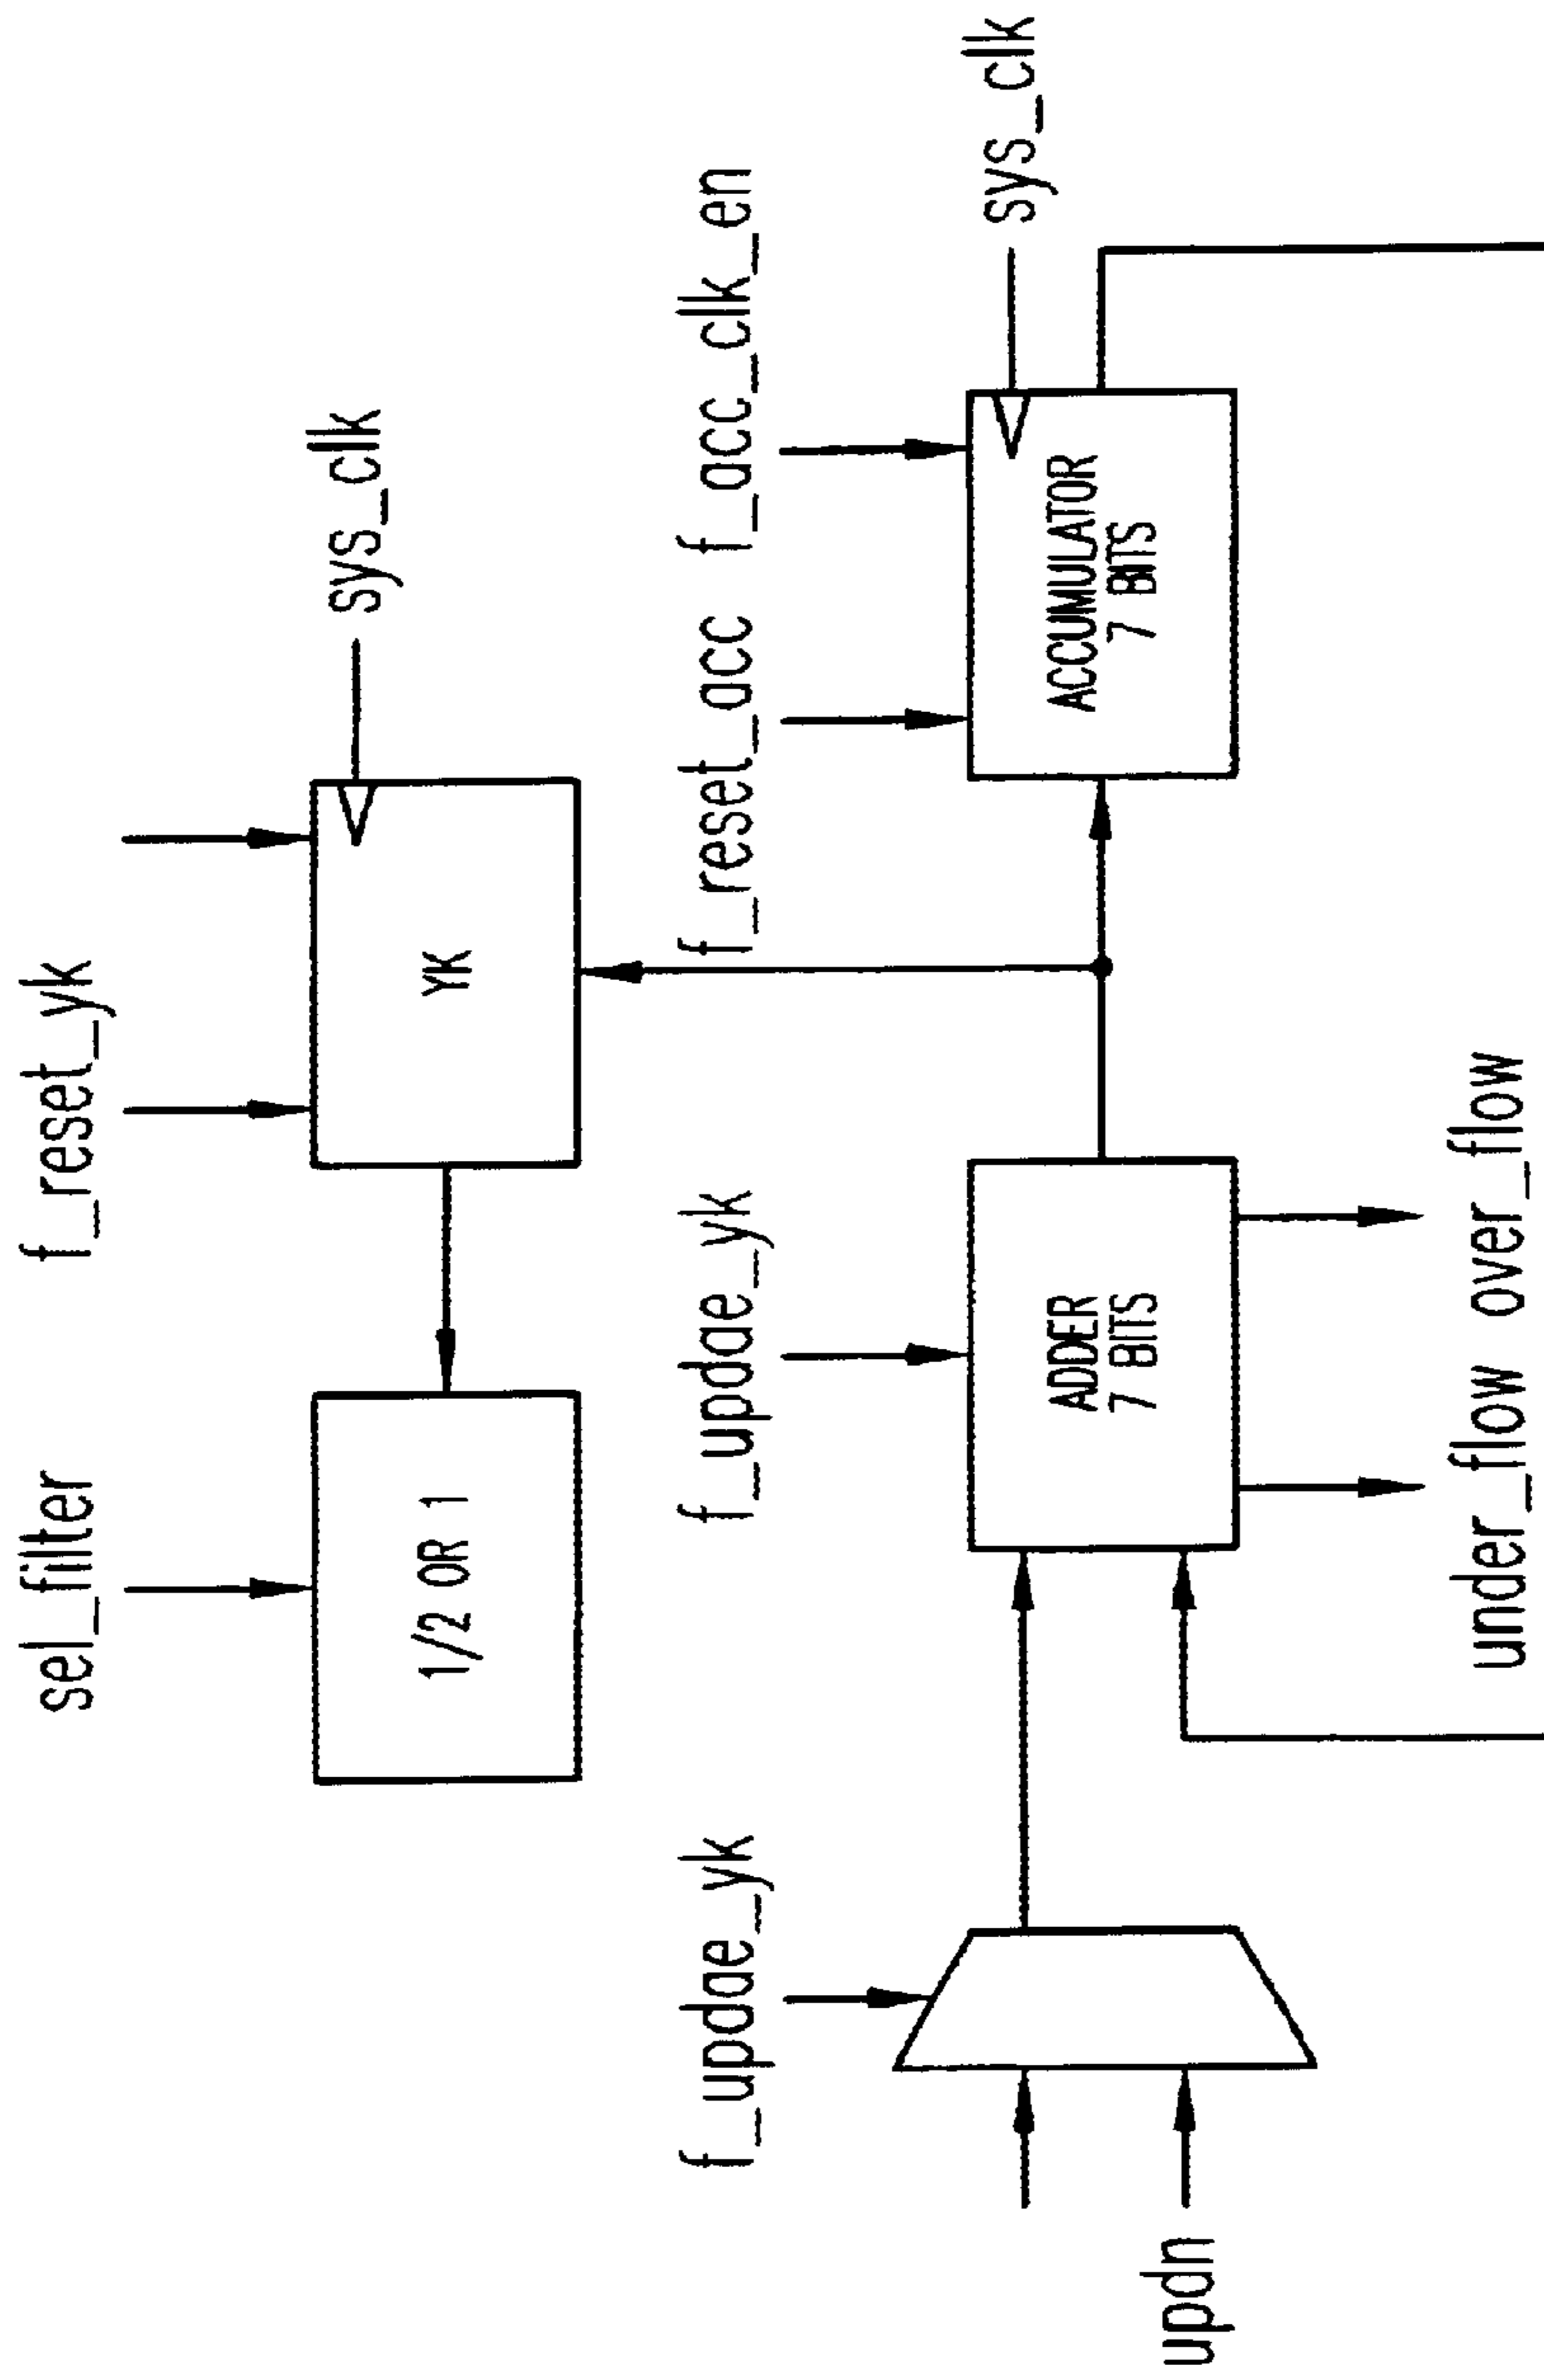 sel_filter
f_reset_yk
sys_clk
1/2 OR 1
YK
f_updae_yk
f_updae_yk
f_reset_acc
f_acc_clk_en
sys_clk
ADDER
7 BITS
ACCUMULATOR
7 BITS
updn
under_flow
over_flow